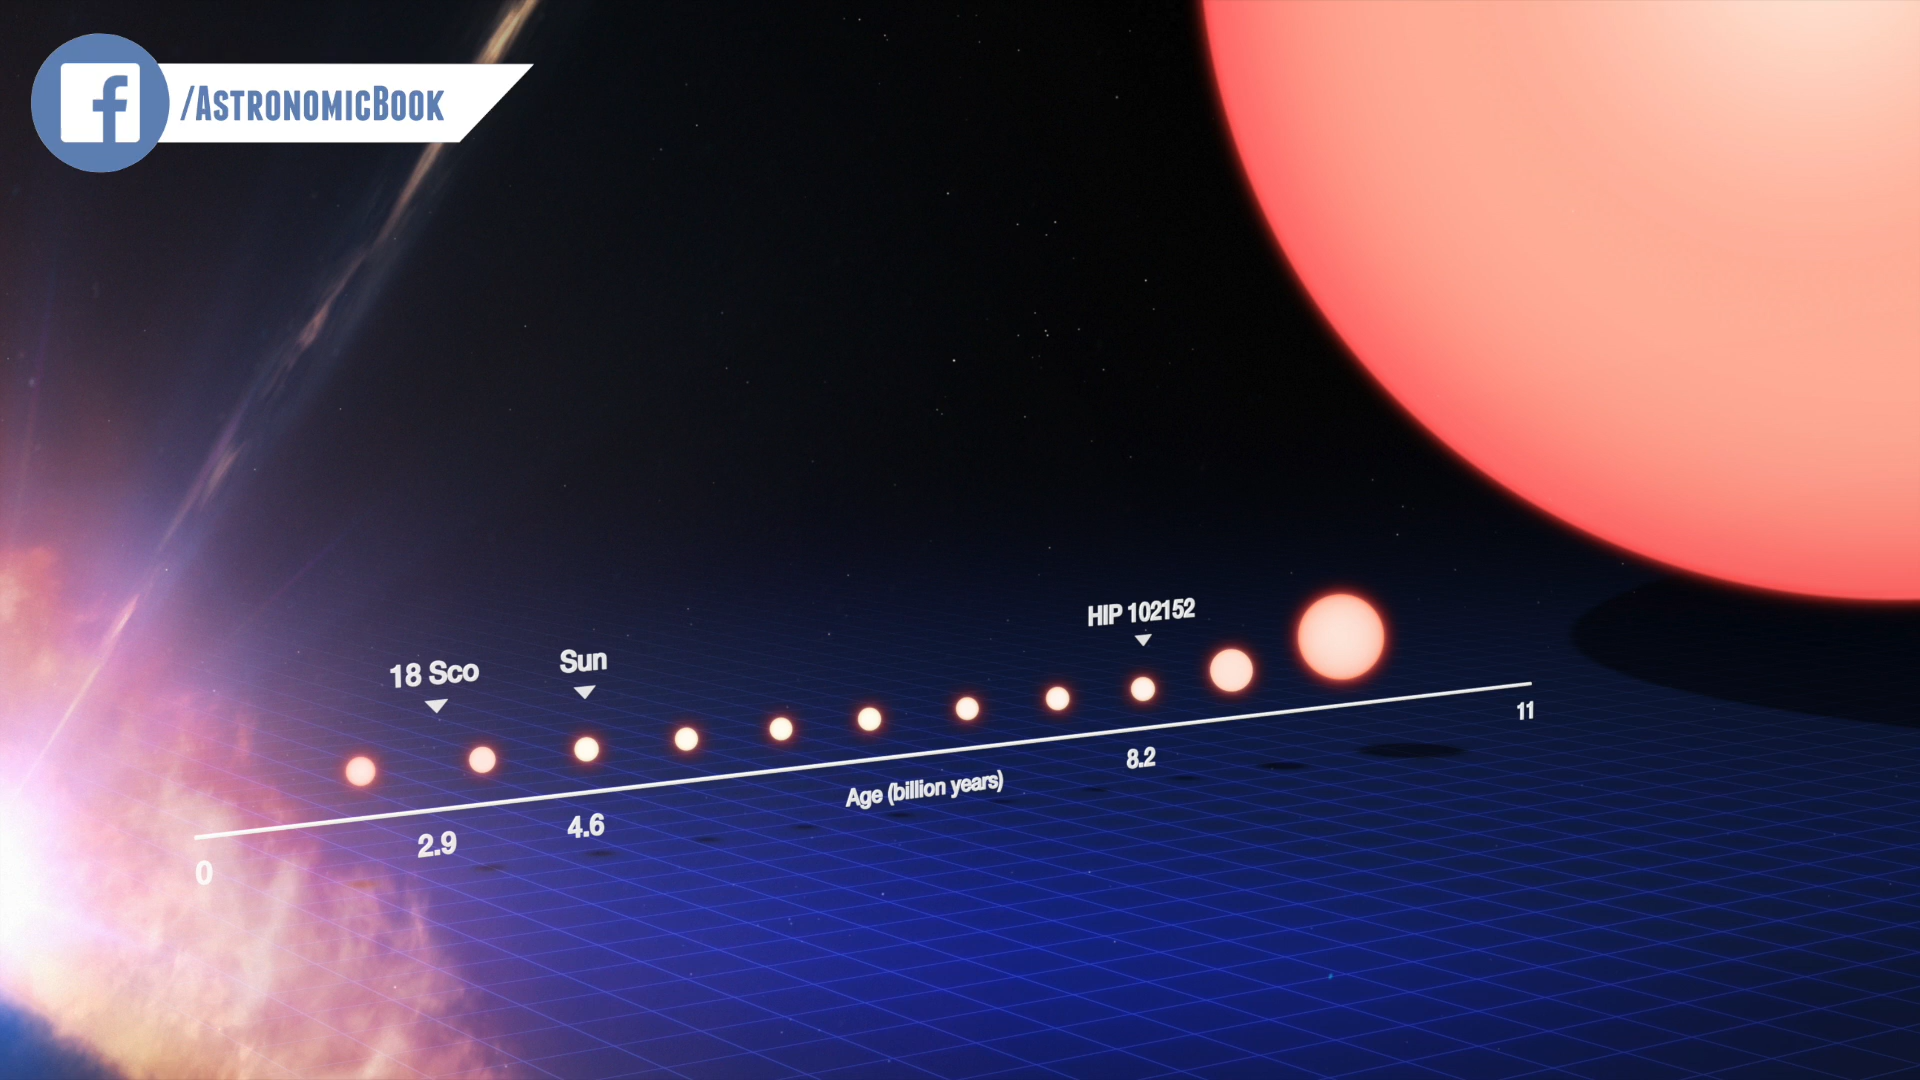 /AstronomicBook
18 Sco
Sun
HIP 102152
0
2.9
4.6
Age (billion years)
8.2
11